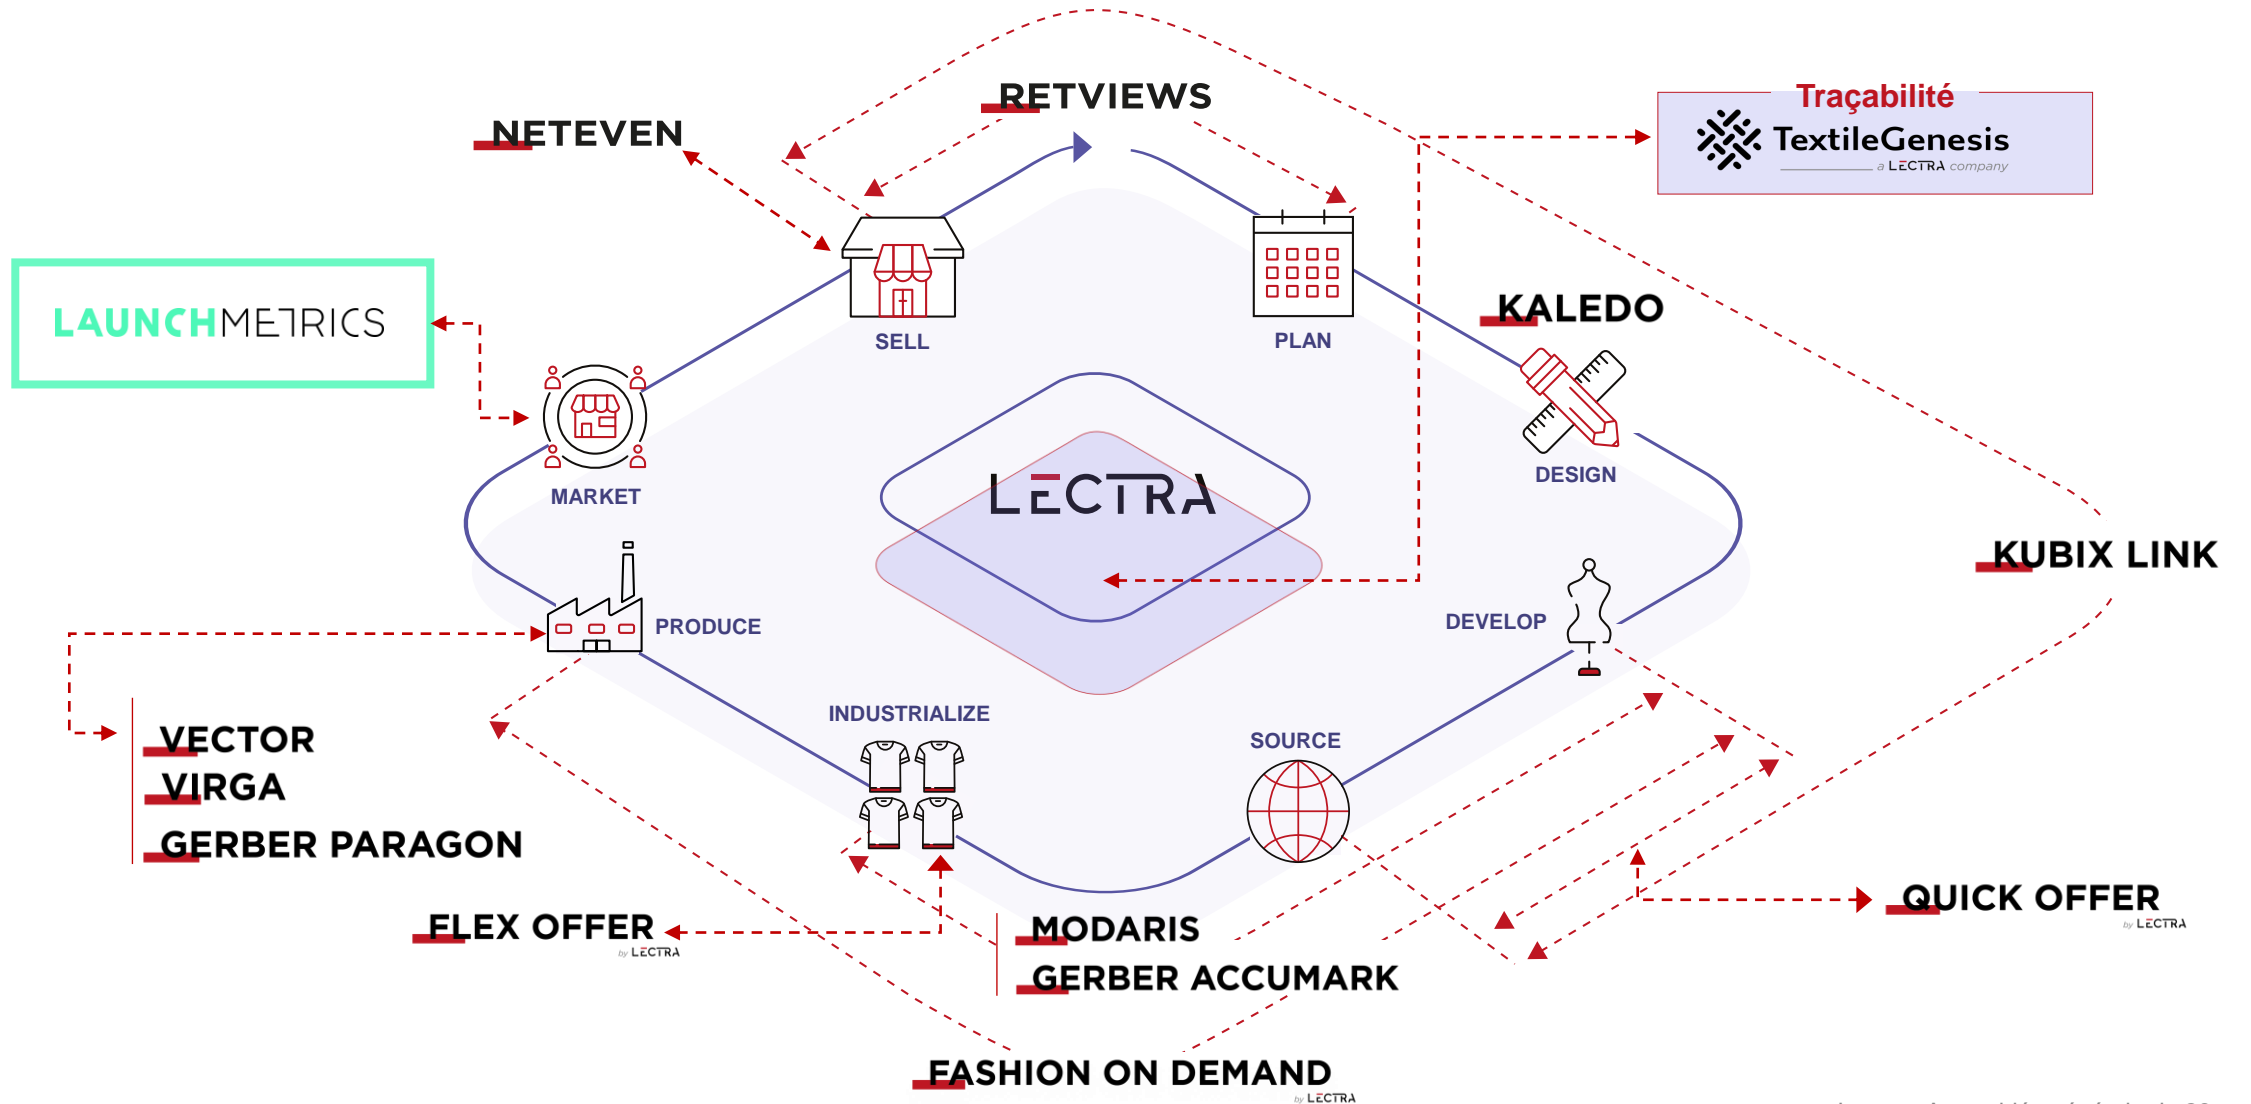 RETVIEWS
NETEVEN
Traçabilité
TextileGenesis
a LECTRA company
LAUNCHMETRICS
KALEDO
SELL
PLAN
DESIGN
MARKET
LECTRA
KUBIX LINK
PRODUCE
DEVELOP
INDUSTRIALIZE
SOURCE
VECTOR
VIRGA
GERBER PARAGON
FLEX OFFER
by LECTRA
MODARIS
GERBER ACCUMARK
QUICK OFFER
by LECTRA
FASHION ON DEMAND
by LECTRA